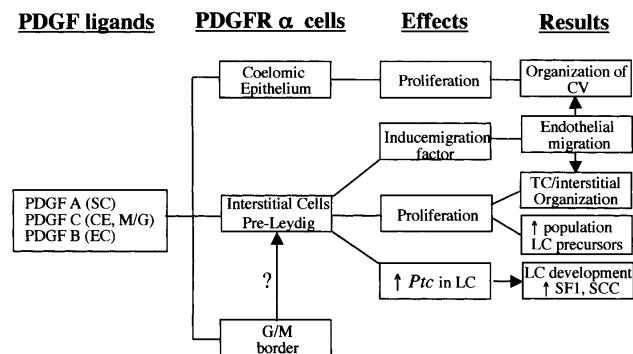 PDGF ligands
PDGFR α cells
Effects
Results
Coelomic
Epithelium
Proliferation
Organization of
CV
Inducemigration
factor
Endothelial
migration
PDGF A (SC)
PDGF C (CE, M/G)
PDGF B (EC)
Interstitial Cells
Pre-Leydig
Proliferation
TC/interstitial
Organization
↑ population
LC precursors
?
↑ Ptc in LC
LC development
↑ SF1, SCC
G/M
border